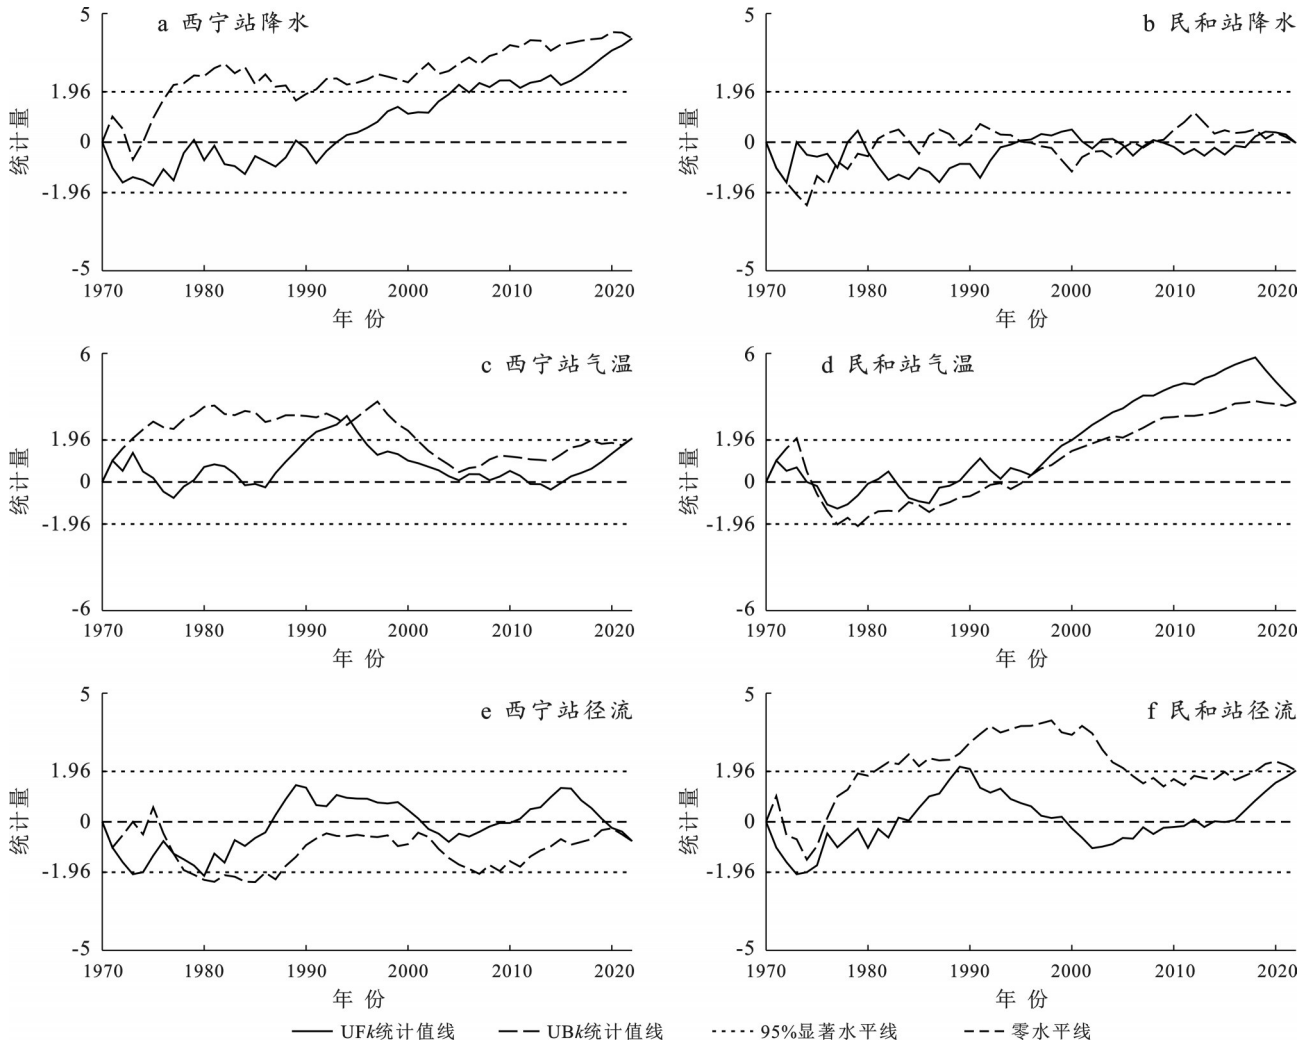 a 西宁站降水
5
1.96
0
-1.96
-5
统计量
1970 1980 1990 2000 2010 2020
年 份
b 民和站降水
5
1.96
0
-1.96
-5
统计量
1970 1980 1990 2000 2010 2020
年 份
c 西宁站气温
6
1.96
0
-1.96
-6
统计量
1970 1980 1990 2000 2010 2020
年 份
d 民和站气温
6
1.96
0
-1.96
-6
统计量
1970 1980 1990 2000 2010 2020
年 份
e 西宁站径流
5
1.96
0
-1.96
-5
统计量
1970 1980 1990 2000 2010 2020
年 份
f 民和站径流
5
1.96
0
-1.96
-5
统计量
1970 1980 1990 2000 2010 2020
年 份
UFk统计值线 UBk统计值线 95%显著水平线 零水平线